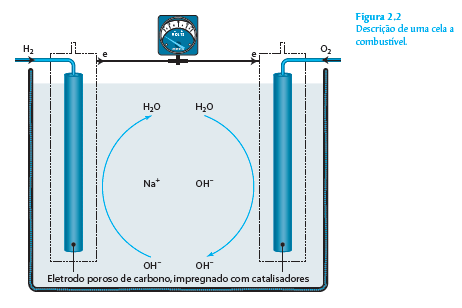 Figura 2.2
Descrição de uma cela a
combustível.
H₂
e
VOLTS
e
O₂
H₂O
H₂O
Na⁺
OH⁻
OH⁻
OH⁻
Eletrodo poroso de carbono, impregnado com catalisadores